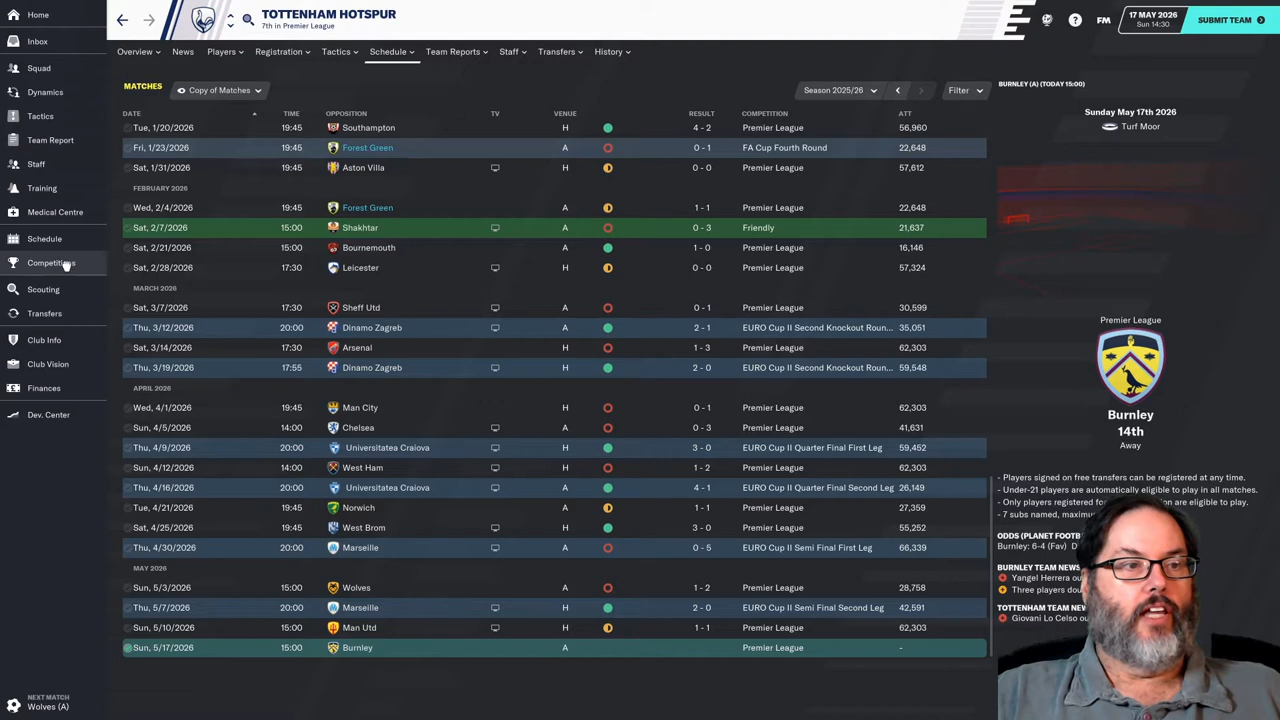 Home
Inbox
Squad
Dynamics
Tactics
Team Report
Staff
Training
Medical Centre
Schedule
Competitions
Scouting
Transfers
Club Info
Club Vision
Finances
Dev. Center
NEXT MATCH
Wolves (A)
TOTTENHAM HOTSPUR
7th in Premier League
FM
17 MAY 2026
Sun 14:30
SUBMIT TEAM
Overview News Players Registration Tactics Schedule Team Reports Staff Transfers History
MATCHES Copy of Matches Season 2025/26 Filter
DATE TIME OPPOSITION TV VENUE RESULT COMPETITION ATT
Tue, 1/20/2026 19:45 Southampton H 4 - 2 Premier League 56,960
Fri, 1/23/2026 19:45 Forest Green A 0 - 1 FA Cup Fourth Round 22,648
Sat, 1/31/2026 19:45 Aston Villa H 0 - 0 Premier League 57,612
FEBRUARY 2026
Wed, 2/4/2026 19:45 Forest Green A 1 - 1 Premier League 22,648
Sat, 2/7/2026 15:00 Shakhtar A 0 - 3 Friendly 21,637
Sat, 2/21/2026 15:00 Bournemouth A 1 - 0 Premier League 16,146
Sat, 2/28/2026 17:30 Leicester H 0 - 0 Premier League 57,324
MARCH 2026
Sat, 3/7/2026 17:30 Sheff Utd A 0 - 1 Premier League 30,599
Thu, 3/12/2026 20:00 Dinamo Zagreb A 2 - 1 EURO Cup II Second Knockout Roun... 35,051
Sat, 3/14/2026 17:30 Arsenal H 1 - 3 Premier League 62,303
Thu, 3/19/2026 17:55 Dinamo Zagreb H 2 - 0 EURO Cup II Second Knockout Roun... 59,548
APRIL 2026
Wed, 4/1/2026 19:45 Man City H 0 - 1 Premier League 62,303
Sun, 4/5/2026 14:00 Chelsea A 0 - 3 Premier League 41,631
Thu, 4/9/2026 20:00 Universitatea Craiova H 3 - 0 EURO Cup II Quarter Final First Leg 59,452
Sun, 4/12/2026 14:00 West Ham H 1 - 2 Premier League 62,303
Thu, 4/16/2026 20:00 Universitatea Craiova A 4 - 1 EURO Cup II Quarter Final Second Leg 26,149
Tue, 4/21/2026 19:45 Norwich A 1 - 1 Premier League 27,359
Sat, 4/25/2026 19:45 West Brom H 3 - 0 Premier League 55,252
Thu, 4/30/2026 20:00 Marseille A 0 - 5 EURO Cup II Semi Final First Leg 66,339
MAY 2026
Sun, 5/3/2026 15:00 Wolves A 1 - 2 Premier League 28,758
Thu, 5/7/2026 20:00 Marseille H 2 - 0 EURO Cup II Semi Final Second Leg 42,591
Sun, 5/10/2026 15:00 Man Utd H 1 - 1 Premier League 62,303
Sun, 5/17/2026 15:00 Burnley A Premier League -
BURNLEY (A) (TODAY 15:00)
Sunday May 17th 2026
Turf Moor
Premier League
Burnley
14th
Away
- Players signed on free transfers can be registered at any time.
- Under-21 players are automatically eligible to play in all matches.
- Only players registered for ion are eligible to play.
- 7 subs named, maximu
ODDS (PLANET FOOTB
Burnley: 6-4 (Fav) D
BURNLEY TEAM NEWS
Yangel Herrera ou
Three players dou
TOTTENHAM TEAM NEW
Giovani Lo Celso ou